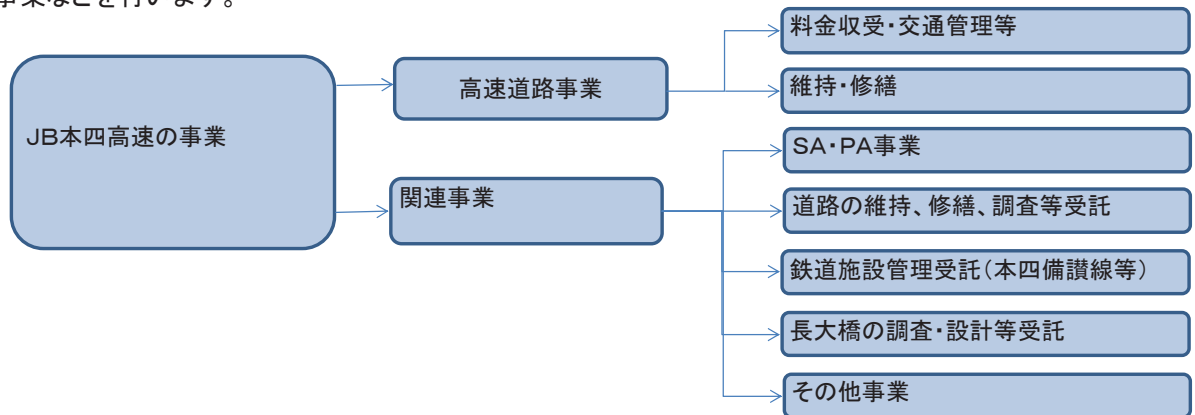 事業などを行います。
JB本四高速の事業
高速道路事業
関連事業
料金収受・交通管理等
維持・修繕
SA・PA事業
道路の維持、修繕、調査等受託
鉄道施設管理受託(本四備讃線等)
長大橋の調査・設計等受託
その他事業